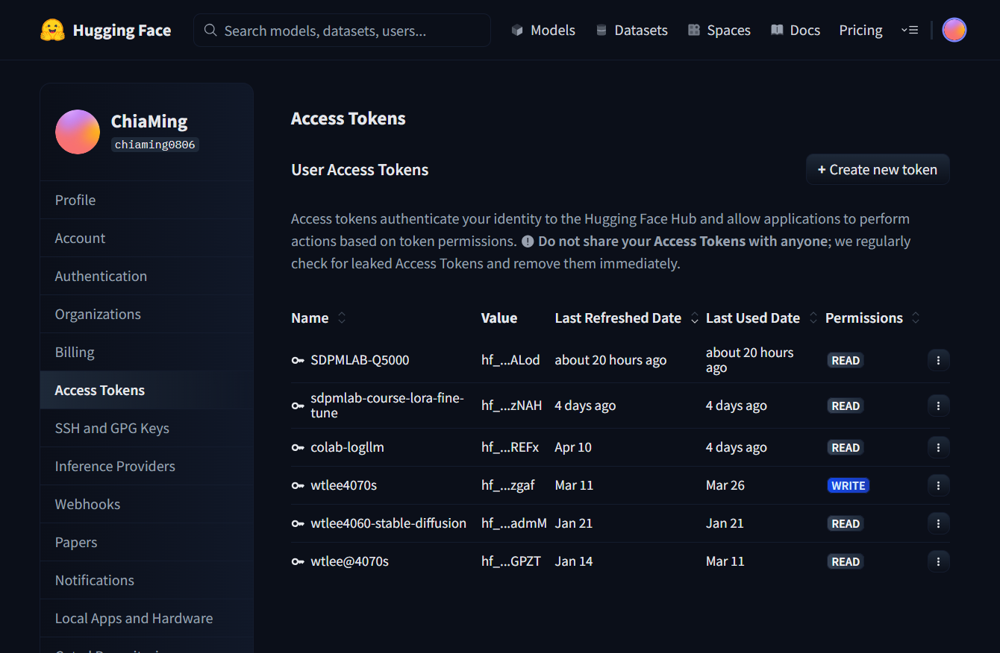 Hugging Face
Search models, datasets, users...
Models
Datasets
Spaces
Docs
Pricing
ChiaMing
chiaming0806
Profile
Account
Authentication
Organizations
Billing
Access Tokens
SSH and GPG Keys
Inference Providers
Webhooks
Papers
Notifications
Local Apps and Hardware
Access Tokens
User Access Tokens
+ Create new token
Access tokens authenticate your identity to the Hugging Face Hub and allow applications to perform
actions based on token permissions. Do not share your Access Tokens with anyone; we regularly
check for leaked Access Tokens and remove them immediately.
Name Value Last Refreshed Date Last Used Date Permissions
SDPMLAB-Q5000 hf_...ALod about 20 hours ago about 20 hours
ago READ
sdpmlab-course-lora-fine-
tune hf_...zNAH 4 days ago 4 days ago READ
colab-logllm hf_...REFx Apr 10 4 days ago READ
wtlee4070s hf_...zgaf Mar 11 Mar 26 WRITE
wtlee4060-stable-diffusion hf_...admM Jan 21 Jan 21 READ
wtlee@4070s hf_...GPZT Jan 14 Mar 11 READ